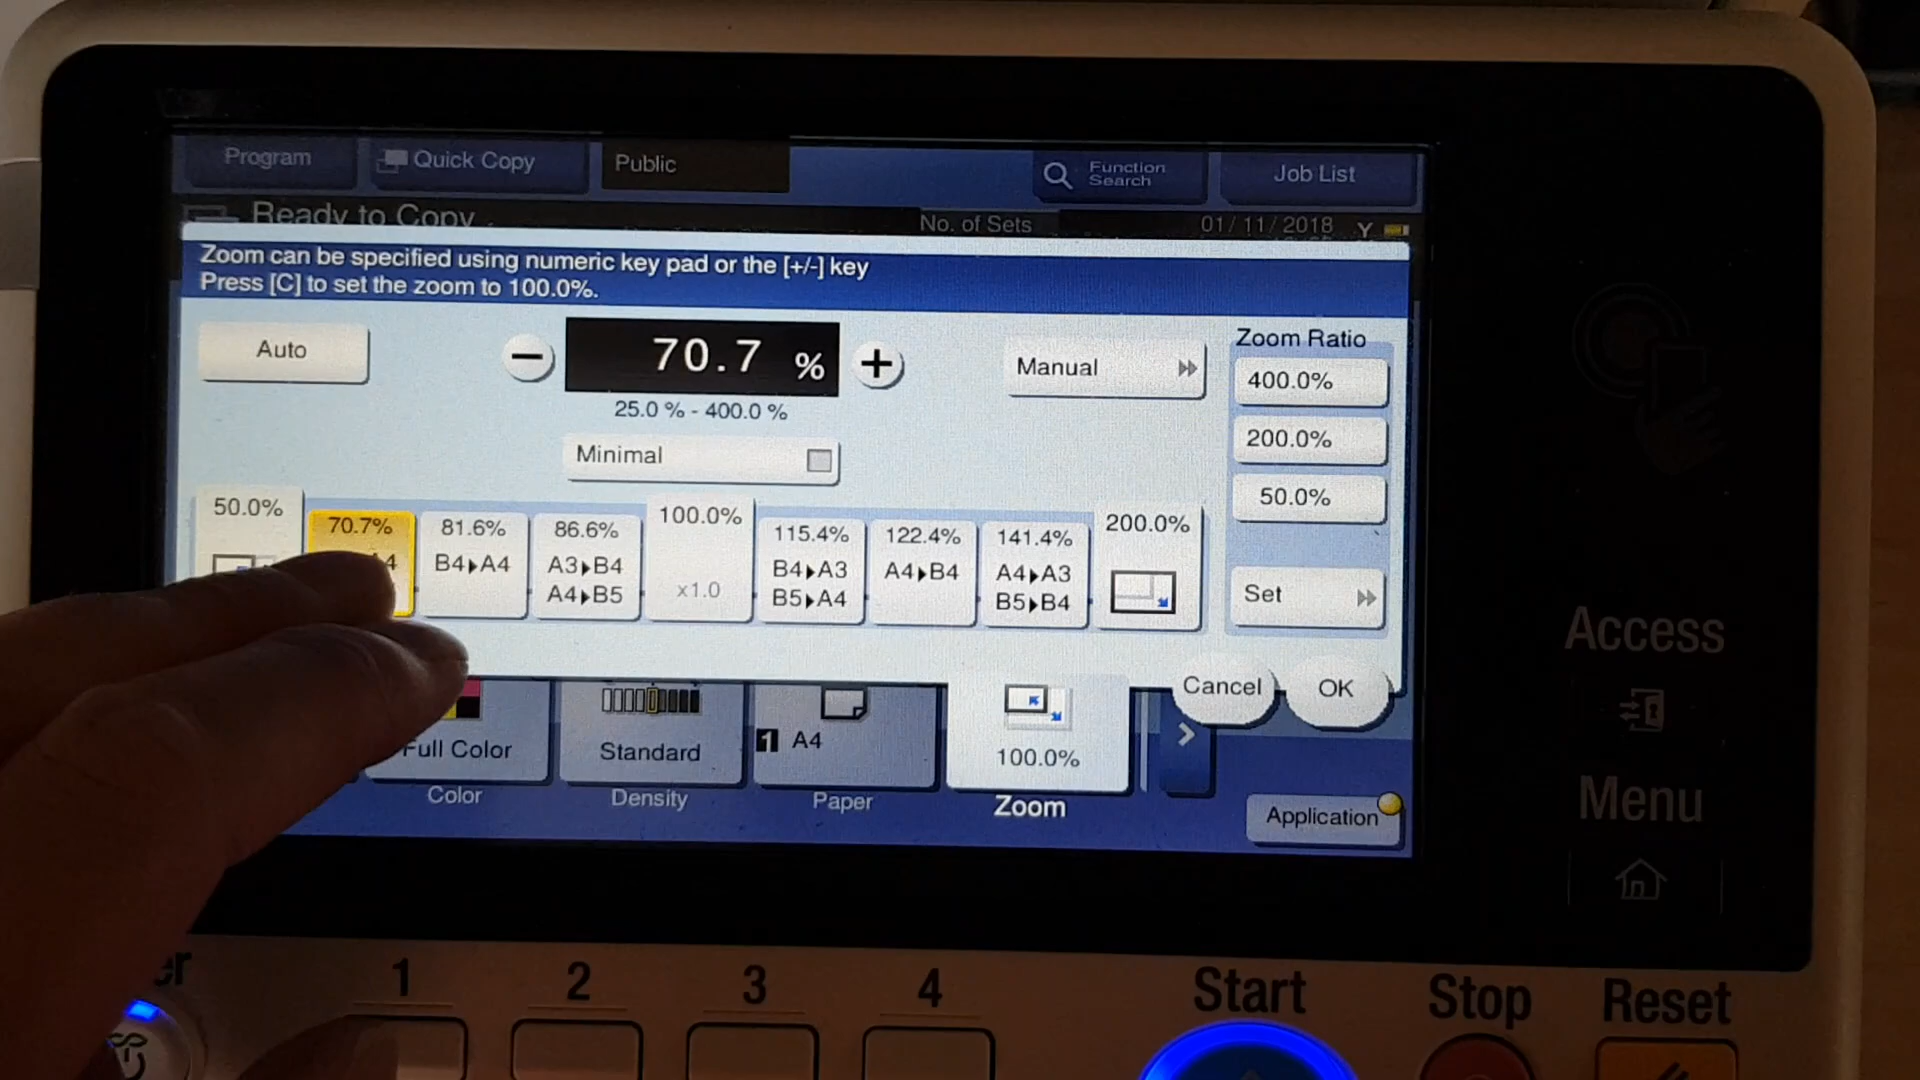 Program
Quick Copy
Public
Function
Search
Job List
Ready to Copy
No. of Sets
01/11/2018
Y
Zoom can be specified using numeric key pad or the [+/-] key
Press [C] to set the zoom to 100.0%.
Auto
−
70.7 %
+
25.0 % - 400.0 %
Minimal
Manual
Zoom Ratio
400.0%
200.0%
50.0%
Set
50.0%
70.7%
81.6%
B4▸A4
86.6%
A3▸B4
A4▸B5
100.0%
x1.0
115.4%
B4▸A3
B5▸A4
122.4%
A4▸B4
141.4%
A4▸A3
B5▸B4
200.0%
Cancel
OK
Full Color
Color
Standard
Density
1 A4
Paper
100.0%
Zoom
Application
Access
Menu
1
2
3
4
Start
Stop
Reset